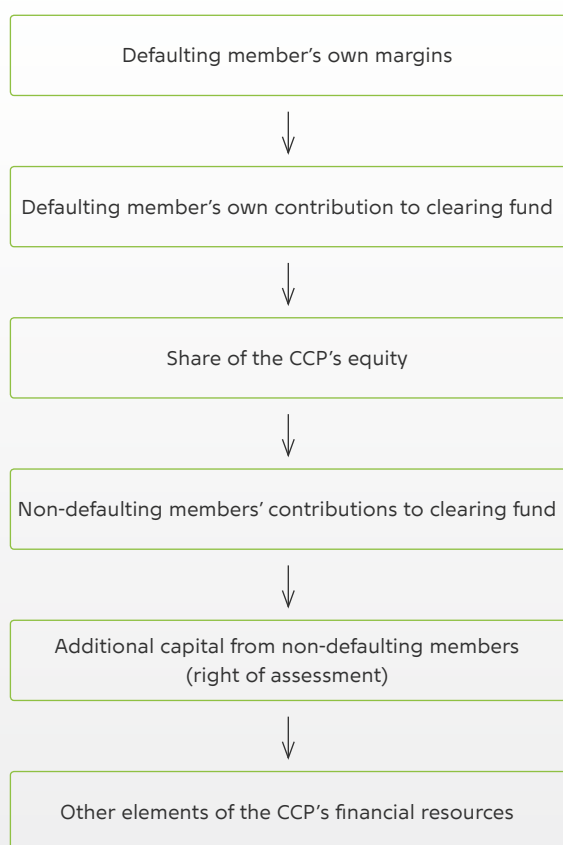 Defaulting member’s own margins
Defaulting member’s own contribution to clearing fund
Share of the CCP’s equity
Non-defaulting members’ contributions to clearing fund
Additional capital from non-defaulting members
(right of assessment)
Other elements of the CCP’s financial resources